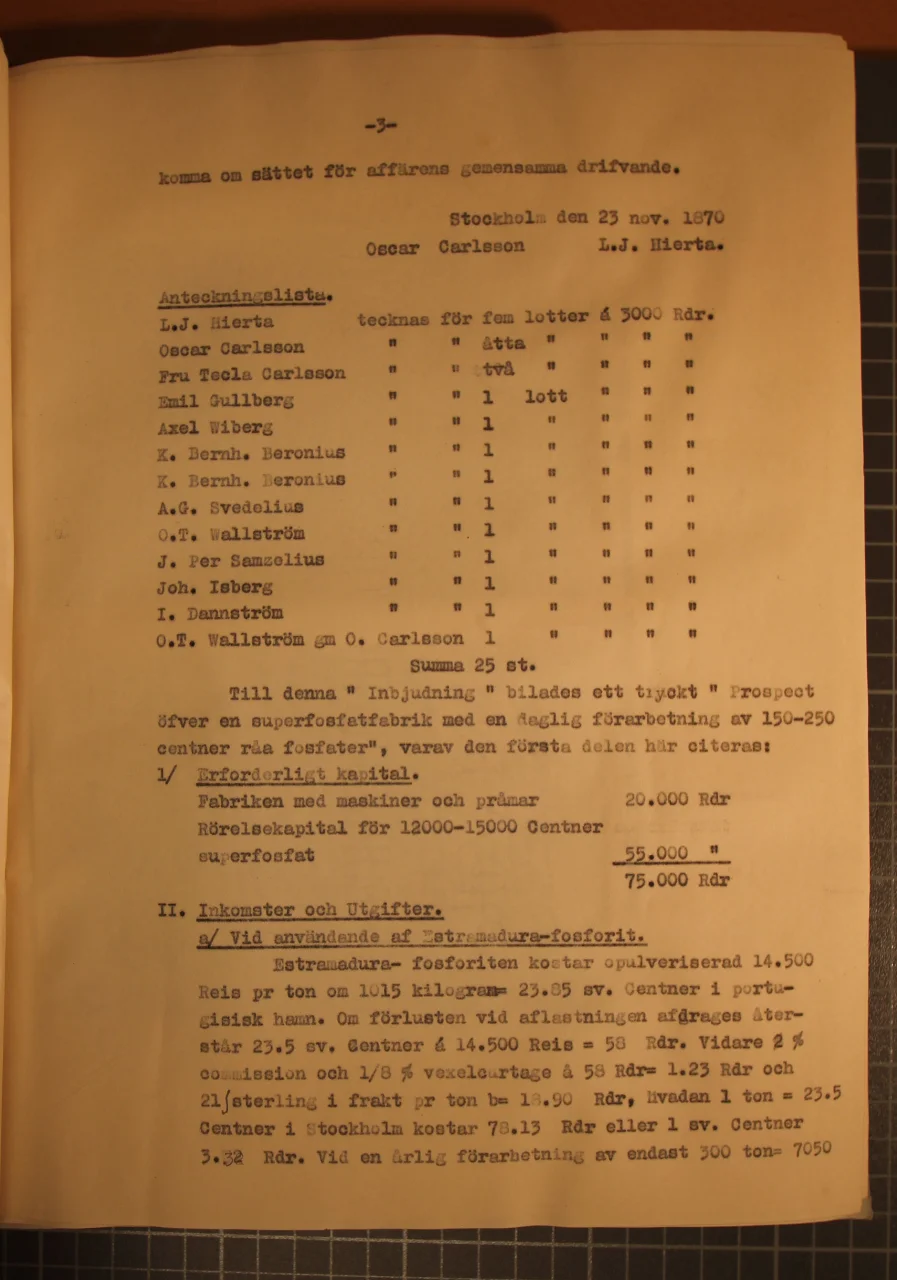 -3-
komma om sättet för affärens gemensamma drifvande.
Stockholm den 23 nov. 1870
Oscar Carlsson L.J. Hierta.
Anteckningslista.
L.J. Hierta tecknas för fem lotter á 3000 Rdr.
Oscar Carlsson " " åtta " " " "
Fru Tecla Carlsson " " två " " " "
Emil Gullberg " " 1 lott " " "
Axel Wiberg " " 1 " " " "
K. Bernh. Beronius " " 1 " " " "
K. Bernh. Beronius " " 1 " " " "
A.G. Svedelius " " 1 " " " "
O.T. Wallström " " 1 " " " "
J. Per Samzelius " " 1 " " " "
Joh. Isberg " " 1 " " " "
I. Dannström " " 1 " " " "
O.T. Wallström gm O. Carlsson 1 " " " "
Summa 25 st.
Till denna " Inbjudning " bilades ett tryckt " Prospect
öfver en superfosfatfabrik med en daglig förarbetning av 150-250
centner råa fosfater", varav den första delen här citeras:
1/ Erforderligt kapital.
Fabriken med maskiner och pråmar 20.000 Rdr
Rörelsekapital för 12000-15000 Centner
superfosfat 55.000 "
75.000 Rdr
II. Inkomster och Utgifter.
a/ Vid användande af Estramadura-fosforit.
Estramadura- fosforiten kostar opulveriserad 14.500
Reis pr ton om 1015 kilogram= 23.85 sv. Centner i portu-
gisisk hamn. Om förlusten vid aflastningen afdrages åter-
står 23.5 sv. Centner á 14.500 Reis = 58 Rdr. Vidare 2 %
commission och 1/8 % vexelcurtage å 58 Rdr= 1.23 Rdr och
21/sterling i frakt pr ton b= 18.90 Rdr, Hvadan 1 ton = 23.5
Centner i Stockholm kostar 78.13 Rdr eller 1 sv. Centner
3.32 Rdr. Vid en årlig förarbetning av endast 300 ton= 7050